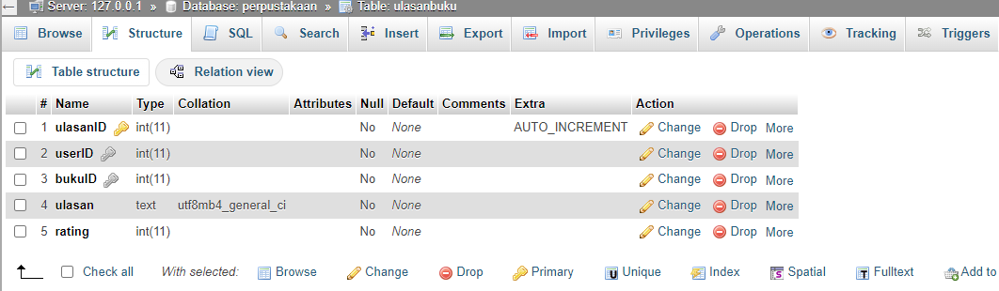 Server: 127.0.0.1 » Database: perpustakaan » Table: ulasanbuku
Browse Structure SQL Search Insert Export Import Privileges Operations Tracking Triggers
Table structure Relation view
# Name Type Collation Attributes Null Default Comments Extra Action
1 ulasanID int(11) No None AUTO_INCREMENT Change Drop More
2 userID int(11) No None Change Drop More
3 bukuID int(11) No None Change Drop More
4 ulasan text utf8mb4_general_ci No None Change Drop More
5 rating int(11) No None Change Drop More
Check all With selected: Browse Change Drop Primary Unique Index Spatial Fulltext Add to